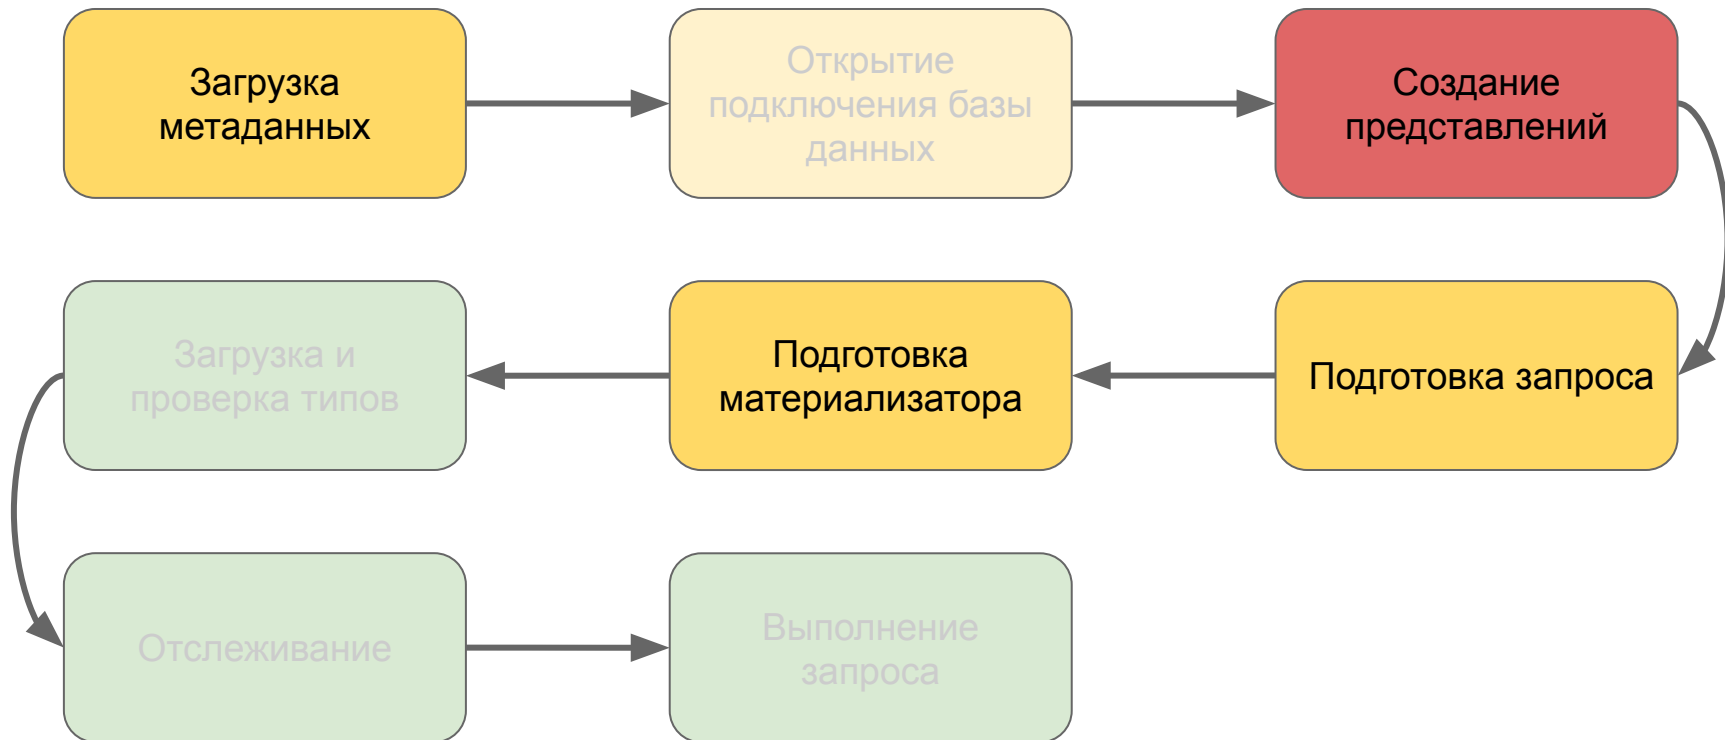 Загрузка
метаданных
Открытие
подключения базы
данных
Создание
представлений
Загрузка и
проверка типов
Подготовка
материализатора
Подготовка запроса
Отслеживание
Выполнение
запроса